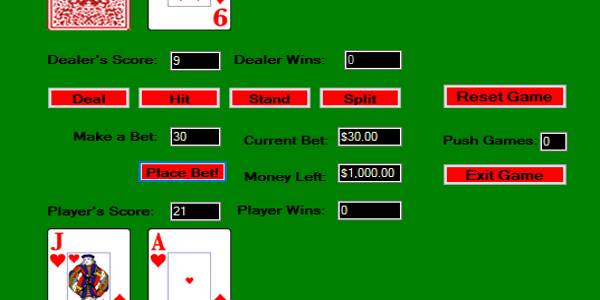 9
Dealer's Score: 9 Dealer Wins: 0
Deal Hit Stand Split Reset Game
Make a Bet: 30 Current Bet: $30.00 Push Games: 0
Place Bet! Money Left: $1,000.00 Exit Game
Player's Score: 21 Player Wins: 0
J A